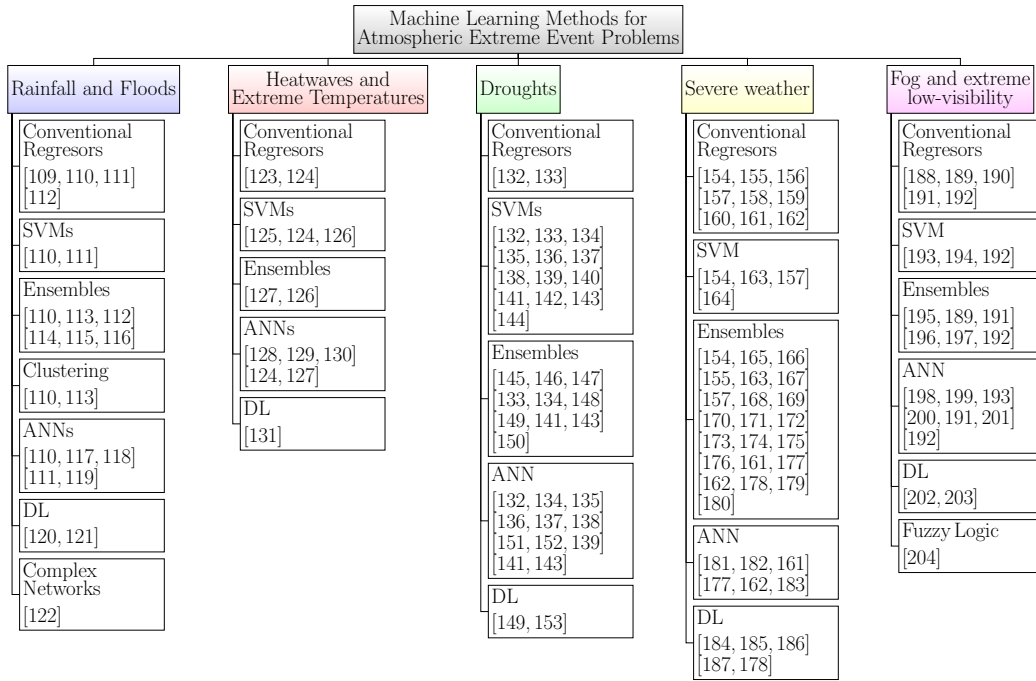 Machine Learning Methods for
Atmospheric Extreme Event Problems
Rainfall and Floods
Conventional
Regresors
[109, 110, 111]
[112]
SVMs
[110, 111]
Ensembles
[110, 113, 112]
[114, 115, 116]
Clustering
[110, 113]
ANNs
[110, 117, 118]
[111, 119]
DL
[120, 121]
Complex
Networks
[122]
Heatwaves and
Extreme Temperatures
Conventional
Regresors
[123, 124]
SVMs
[125, 124, 126]
Ensembles
[127, 126]
ANNs
[128, 129, 130]
[124, 127]
DL
[131]
Droughts
Conventional
Regresors
[132, 133]
SVMs
[132, 133, 134]
[135, 136, 137]
[138, 139, 140]
[141, 142, 143]
[144]
Ensembles
[145, 146, 147]
[133, 134, 148]
[149, 141, 143]
[150]
ANN
[132, 134, 135]
[136, 137, 138]
[151, 152, 139]
[141, 143]
DL
[149, 153]
Severe weather
Conventional
Regresors
[154, 155, 156]
[157, 158, 159]
[160, 161, 162]
SVM
[154, 163, 157]
[164]
Ensembles
[154, 165, 166]
[155, 163, 167]
[157, 168, 169]
[170, 171, 172]
[173, 174, 175]
[176, 161, 177]
[162, 178, 179]
[180]
ANN
[181, 182, 161]
[177, 162, 183]
DL
[184, 185, 186]
[187, 178]
Fog and extreme
low-visibility
Conventional
Regresors
[188, 189, 190]
[191, 192]
SVM
[193, 194, 192]
Ensembles
[195, 189, 191]
[196, 197, 192]
ANN
[198, 199, 193]
[200, 191, 201]
[192]
DL
[202, 203]
Fuzzy Logic
[204]